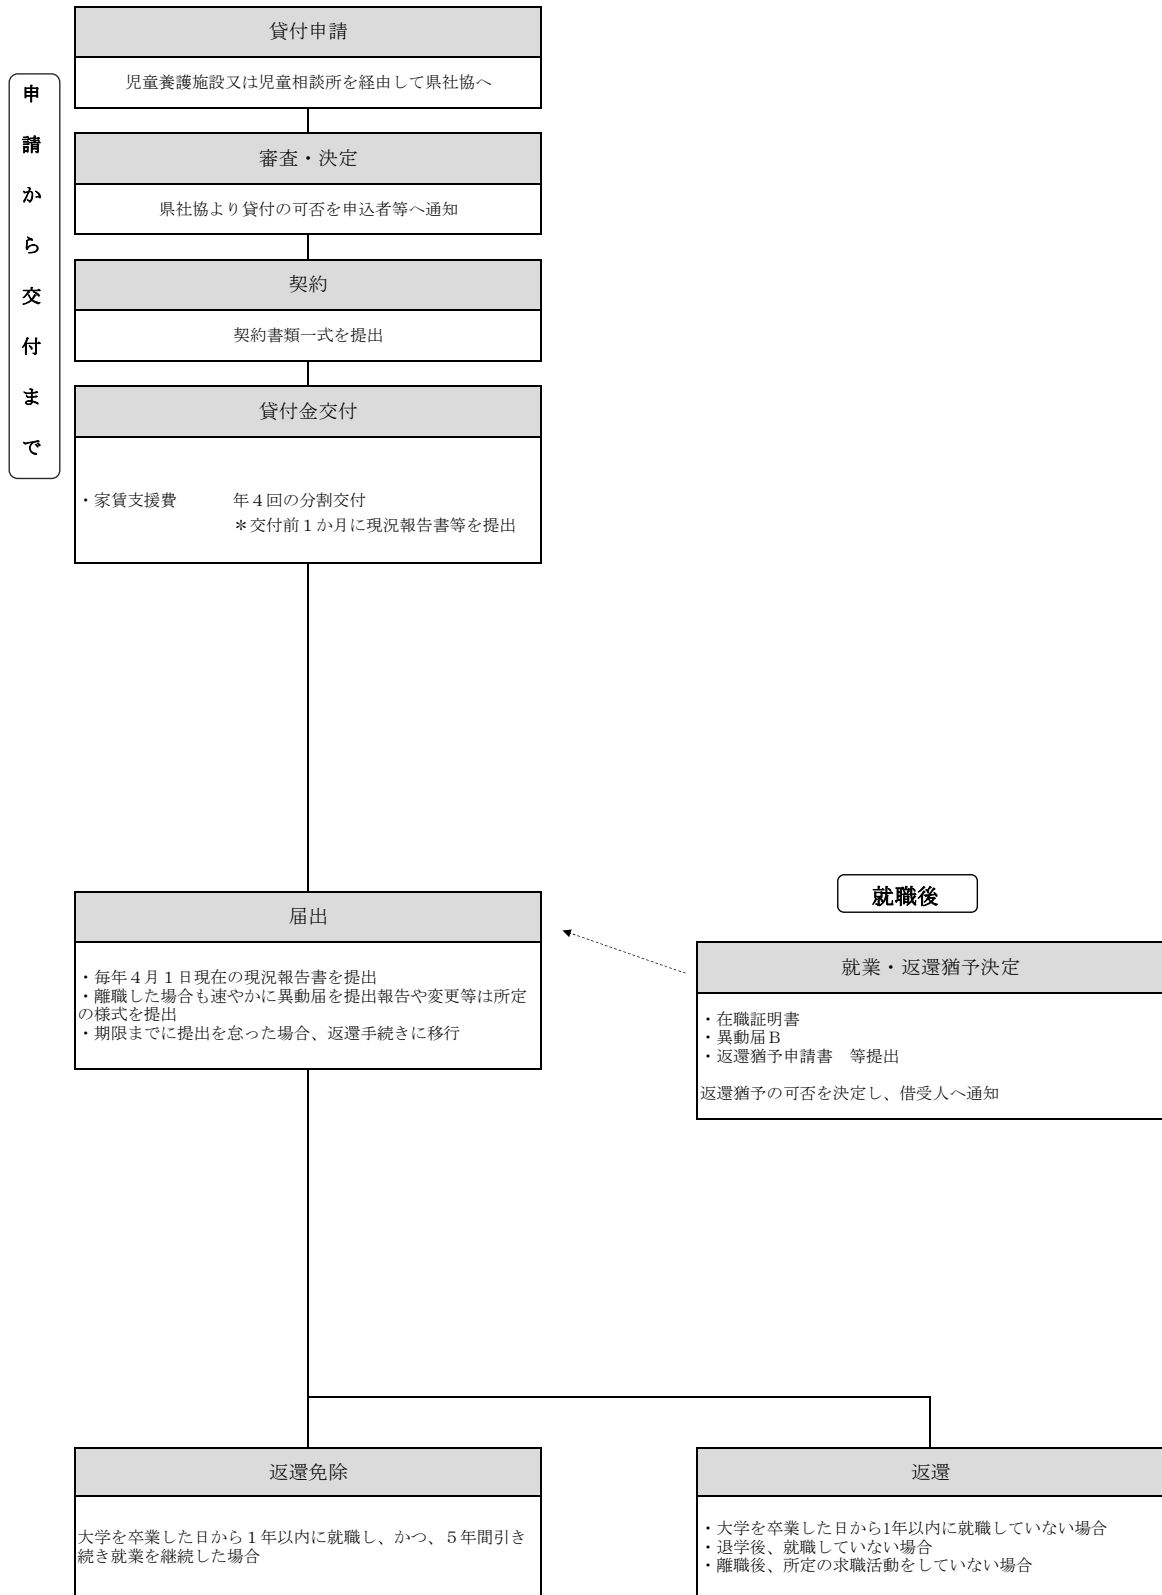 申請から交付まで
貸付申請
児童養護施設又は児童相談所を経由して県社協へ
審査・決定
県社協より貸付の可否を申込者等へ通知
契約
契約書類一式を提出
貸付金交付
・家賃支援費　　　年４回の分割交付
＊交付前１か月に現況報告書等を提出
届出
・毎年４月１日現在の現況報告書を提出
・離職した場合も速やかに異動届を提出報告や変更等は所定
の様式を提出
・期限までに提出を怠った場合、返還手続きに移行
就職後
就業・返還猶予決定
・在職証明書
・異動届Ｂ
・返還猶予申請書　等提出
返還猶予の可否を決定し、借受人へ通知
返還免除
大学を卒業した日から１年以内に就職し、かつ、５年間引き
続き就業を継続した場合
返還
・大学を卒業した日から1年以内に就職していない場合
・退学後、就職していない場合
・離職後、所定の求職活動をしていない場合